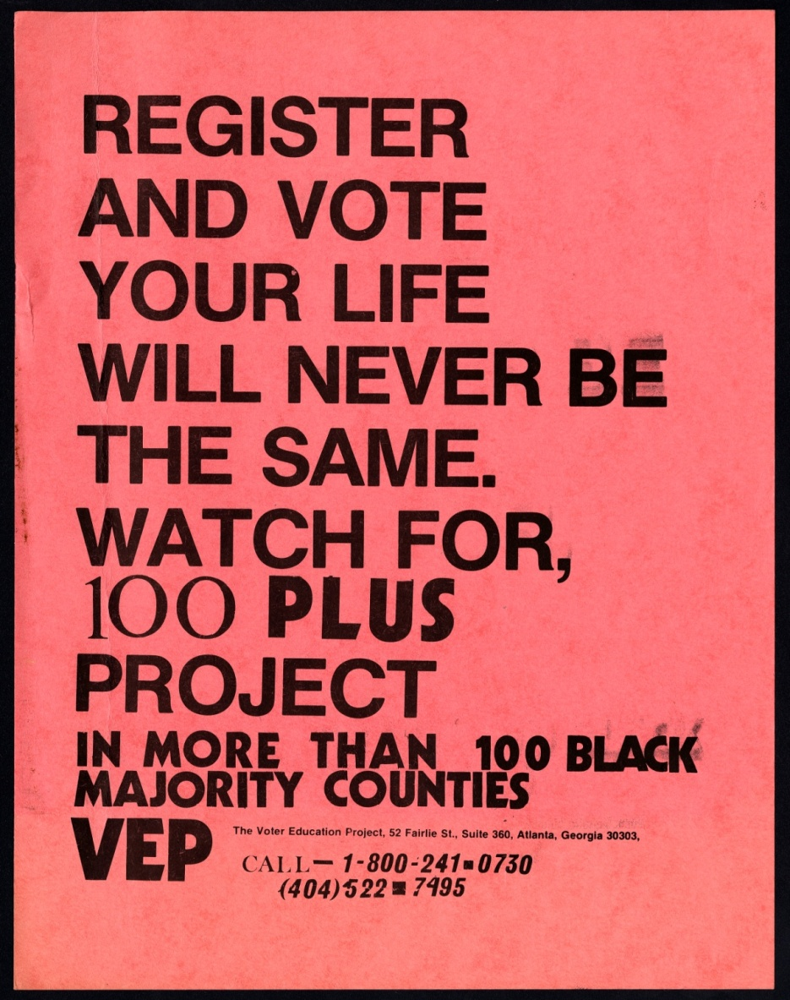 REGISTER
AND VOTE
YOUR LIFE
WILL NEVER BE
THE SAME.
WATCH FOR,
100 PLUS
PROJECT
IN MORE THAN 100 BLACK
MAJORITY COUNTIES
VEP The Voter Education Project, 52 Fairlie St., Suite 360, Atlanta, Georgia 30303,
CALL— 1-800-241-0730
(404)522-7495